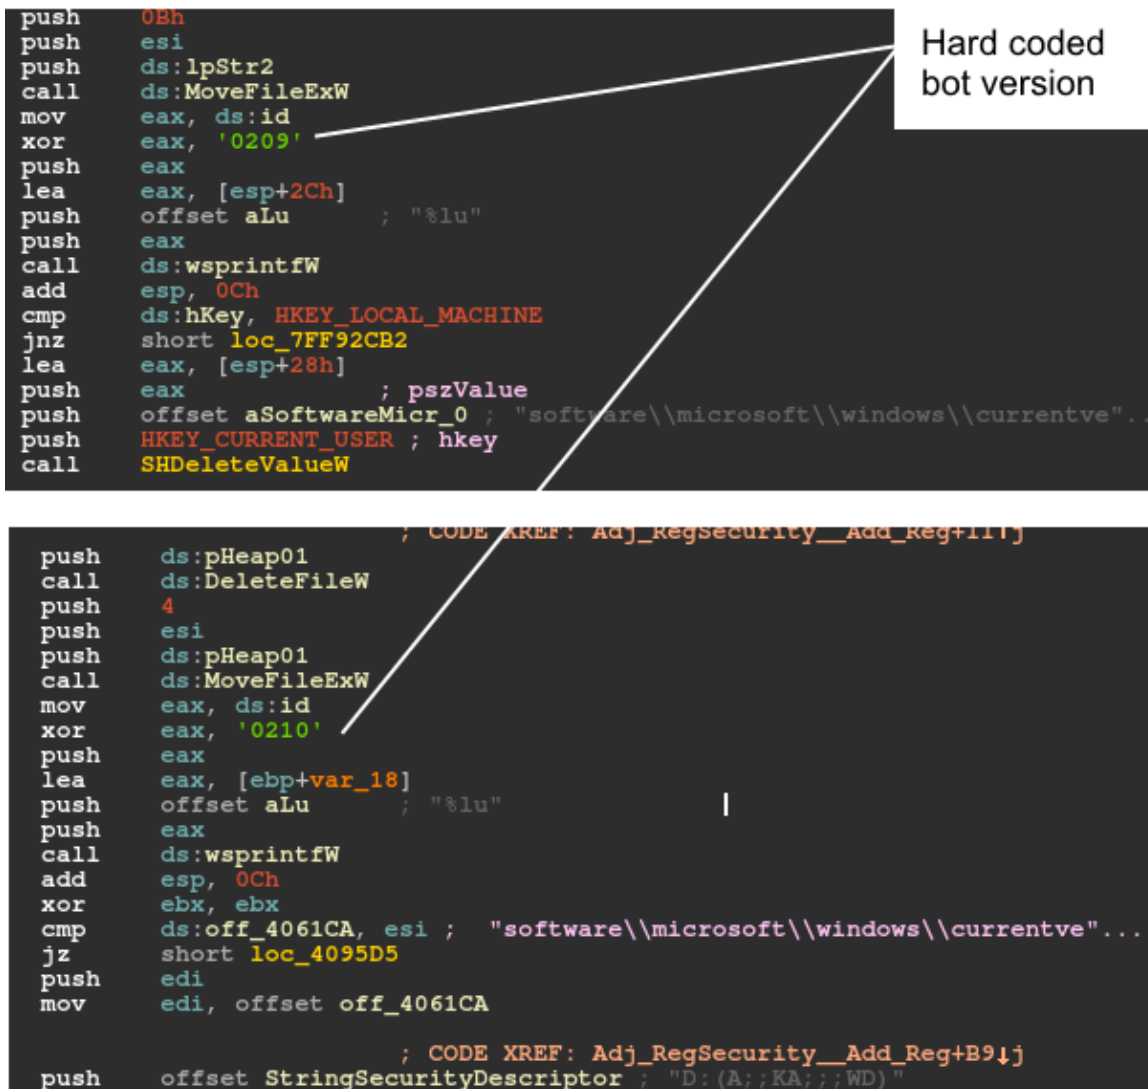 push 0Bh
push esi
push ds:lpStr2
call ds:MoveFileExW
mov eax, ds:id
xor eax, '0209'
push eax
lea eax, [esp+2Ch]
push offset aLu ; "%lu"
push eax
call ds:wsprintfW
add esp, 0Ch
cmp ds:hKey, HKEY_LOCAL_MACHINE
jnz short loc_7FF92CB2
lea eax, [esp+28h]
push eax ; pszValue
push offset aSoftwareMicr_0 ; "software\\microsoft\\windows\\currentve"..
push HKEY_CURRENT_USER ; hkey
call SHDeleteValueW
Hard coded
bot version
; CODE XREF: Adj_RegSecurity__Add_Reg+11↑j
push ds:pHeap01
call ds:DeleteFileW
push 4
push esi
push ds:pHeap01
call ds:MoveFileExW
mov eax, ds:id
xor eax, '0210'
push eax
lea eax, [ebp+var_18]
push offset aLu ; "%lu"
push eax
call ds:wsprintfW
add esp, 0Ch
xor ebx, ebx
cmp ds:off_4061CA, esi ; "software\\microsoft\\windows\\currentve"...
jz short loc_4095D5
push edi
mov edi, offset off_4061CA
; CODE XREF: Adj_RegSecurity__Add_Reg+B9↓j
push offset StringSecurityDescriptor ; "D:(A;;KA;;;WD)"